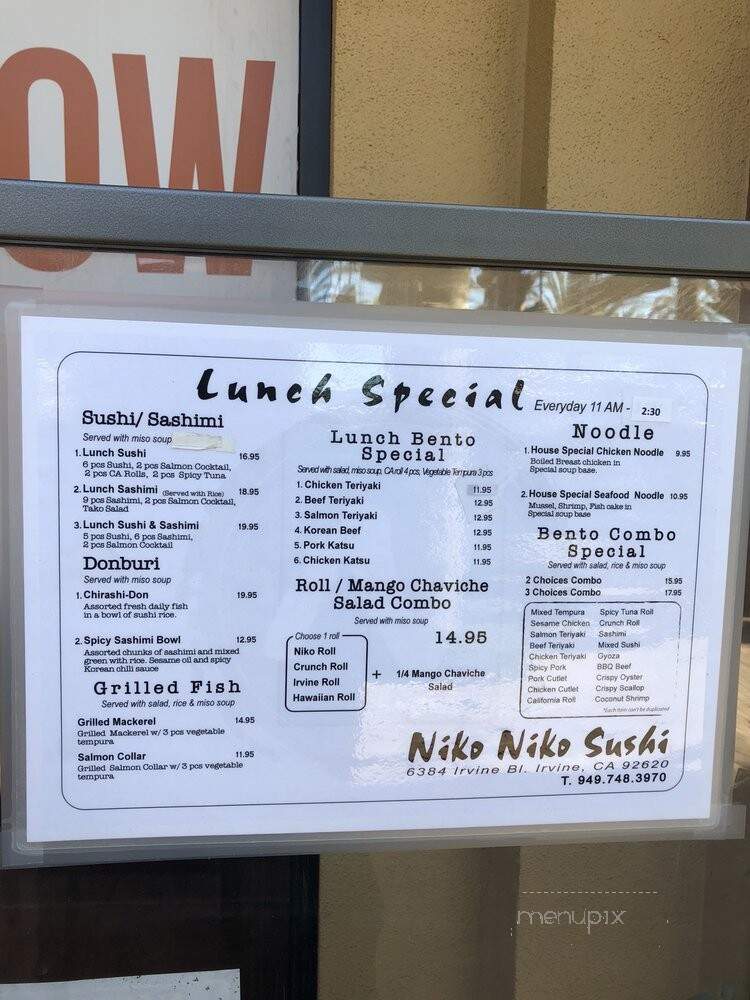 OW
Lunch Special Everyday 11 AM - 2:30
Sushi/ Sashimi
Served with miso soup
1. Lunch Sushi 16.95
6 pcs Sushi, 2 pcs Salmon Cocktail,
2 pcs CA Rolls, 2 pcs Spicy Tuna
2. Lunch Sashimi (Served with Rice) 18.95
9 pcs Sashimi, 2 pcs Salmon Cocktail,
Tako Salad
3. Lunch Sushi & Sashimi 19.95
5 pcs Sushi, 6 pcs Sashimi,
2 pcs Salmon Cocktail
Donburi
Served with miso soup
1. Chirashi-Don 19.95
Assorted fresh daily fish
in a bowl of sushi rice.
2. Spicy Sashimi Bowl 12.95
Assorted chunks of sashimi and mixed
green with rice. Sesame oil and spicy
Korean chili sauce
Grilled Fish
Served with salad, rice & miso soup
Grilled Mackerel 14.95
Grilled Mackerel w/ 3 pcs vegetable
tempura
Salmon Collar 11.95
Grilled Salmon Collar w/ 3 pcs vegetable
tempura
Lunch Bento
Special
Served with salad, miso soup, CA roll 4 pcs, Vegetable Tempura 3 pcs
1. Chicken Teriyaki 11.95
2. Beef Teriyaki 12.95
3. Salmon Teriyaki 12.95
4. Korean Beef 12.95
5. Pork Katsu 11.95
6. Chicken Katsu 11.95
Roll / Mango Chaviche
Salad Combo
Served with miso soup
14.95
Choose 1 roll
Niko Roll
Crunch Roll
Irvine Roll
Hawaiian Roll
+ 1/4 Mango Chaviche
Salad
Noodle
1. House Special Chicken Noodle 9.95
Boiled Breast chicken in
Special soup base.
2. House Special Seafood Noodle 10.95
Mussel, Shrimp, Fish cake in
Special soup base
Bento Combo
Special
Served with salad, rice & miso soup
2 Choices Combo 15.95
3 Choices Combo 17.95
Mixed Tempura Spicy Tuna Roll
Sesame Chicken Crunch Roll
Salmon Teriyaki Sashimi
Beef Teriyaki Mixed Sushi
Chicken Teriyaki Gyoza
Spicy Pork BBQ Beef
Pork Cutlet Crispy Oyster
Chicken Cutlet Crispy Scallop
California Roll Coconut Shrimp
*Each item can't be duplicated
Niko Niko Sushi
6384 Irvine Bl. Irvine, CA 92620
T. 949.748.3970
menupix